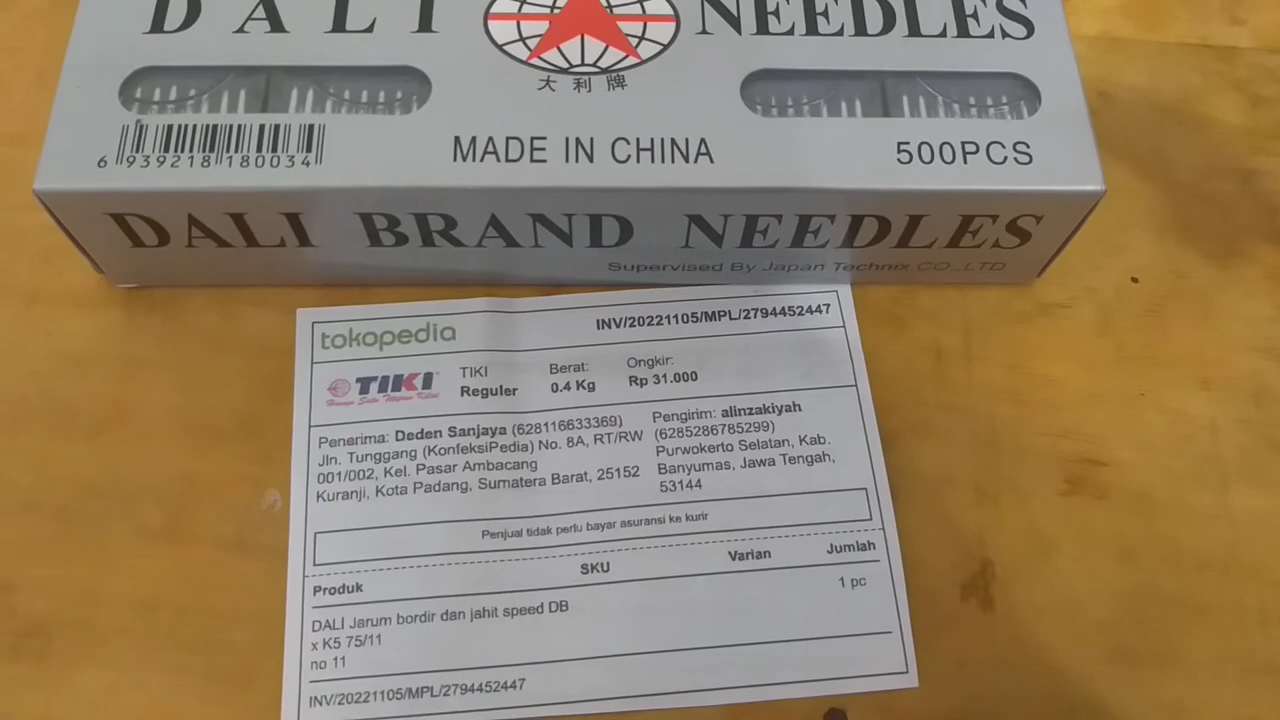 DALI NEEDLES
大利牌
6 939218 180034
MADE IN CHINA
500PCS
DALI BRAND NEEDLES
Supervised By Japan Technix CO.,LTD
tokopedia
INV/20221105/MPL/2794452447
TIKI
TIKI
Reguler
Berat:
0.4 Kg
Ongkir:
Rp 31.000
Penerima: Deden Sanjaya (628116633369)
Jln. Tunggang (KonfeksiPedia) No. 8A, RT/RW
001/002, Kel. Pasar Ambacang
Kuranji, Kota Padang, Sumatera Barat, 25152
Pengirim: alinzakiyah
(6285286785299)
Purwokerto Selatan, Kab.
Banyumas, Jawa Tengah,
53144
Penjual tidak perlu bayar asuransi ke kurir
Produk SKU Varian Jumlah
DALI Jarum bordir dan jahit speed DB 1 pc
x K5 75/11
no 11
INV/20221105/MPL/2794452447